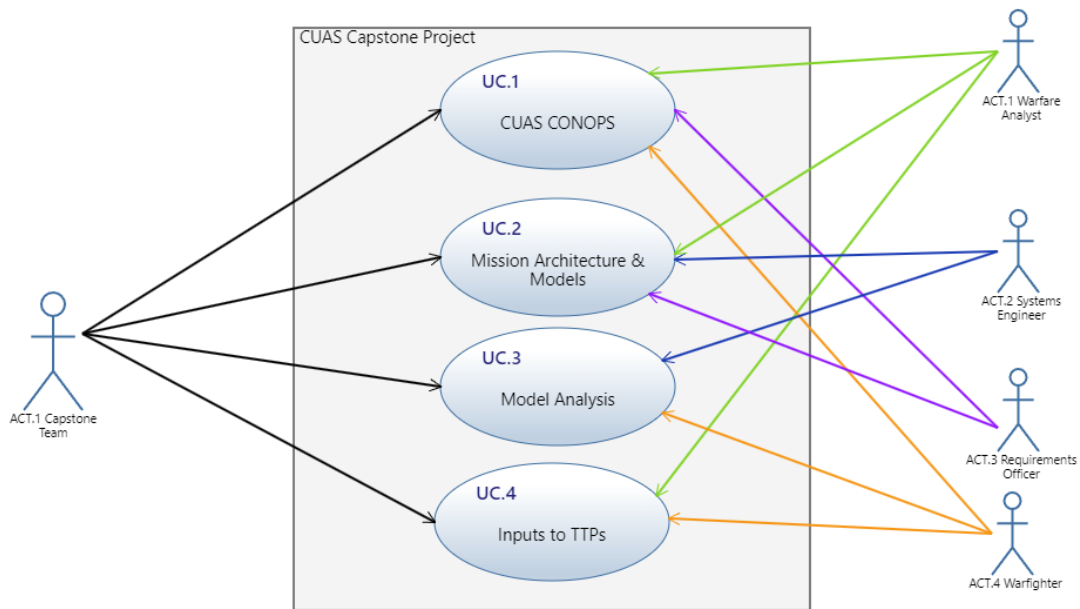 CUAS Capstone Project
UC.1
CUAS CONOPS
UC.2
Mission Architecture &
Models
UC.3
Model Analysis
UC.4
Inputs to TTPs
ACT.1 Capstone
Team
ACT.1 Warfare
Analyst
ACT.2 Systems
Engineer
ACT.3 Requirements
Officer
ACT.4 Warfighter